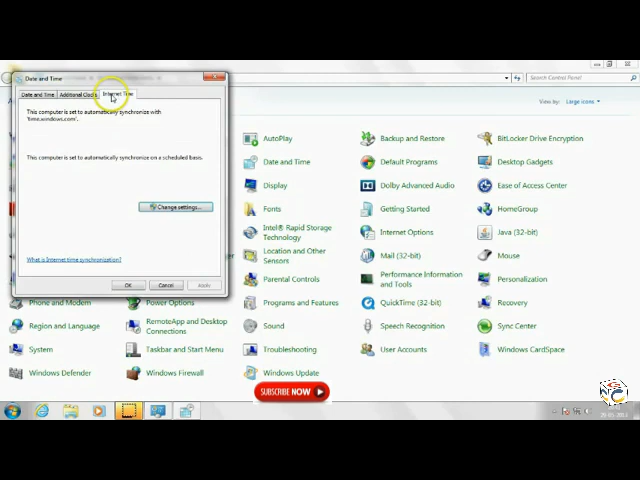 Date and Time
Search Control Panel
Date and Time Additional Clocks Internet Time
View by: Large icons
This computer is set to automatically synchronize with
'time.windows.com'.
This computer is set to automatically synchronize on a scheduled basis.
Change settings...
What is Internet time synchronization?
OK Cancel Apply
AutoPlay Backup and Restore BitLocker Drive Encryption
Date and Time Default Programs Desktop Gadgets
Display Dolby Advanced Audio Ease of Access Center
Fonts Getting Started HomeGroup
Intel® Rapid Storage
Technology Internet Options Java (32-bit)
Location and Other
Sensors Mail (32-bit) Mouse
Parental Controls Performance Information
and Tools Personalization
Phone and Modem Power Options Programs and Features QuickTime (32-bit) Recovery
Region and Language RemoteApp and Desktop
Connections Sound Speech Recognition Sync Center
System Taskbar and Start Menu Troubleshooting User Accounts Windows CardSpace
Windows Defender Windows Firewall Windows Update
SUBSCRIBE NOW